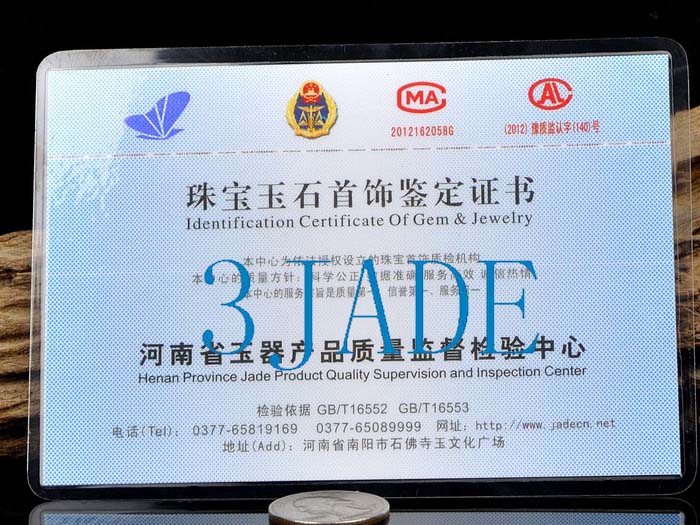 MA
2012162058G
CAL
(2012) 豫质监认字(140)号
珠宝玉石首饰鉴定证书
Identification Certificate Of Gem & Jewelry
本中心为依法授权设立的珠宝首饰质检机构
本中心的质量方针: 科学公正 数据准确 服务高效 诚信热情
本中心的服务宗旨是质量第一、信誉第一、服务第一
3JADE
河南省玉器产品质量监督检验中心
Henan Province Jade Product Quality Supervision and Inspection Center
检验依据 GB/T16552 GB/T16553
电话(Tel): 0377-65819169 0377-65089999 网址: http://www.jadecn.net
地址(Add): 河南省南阳市石佛寺玉文化广场